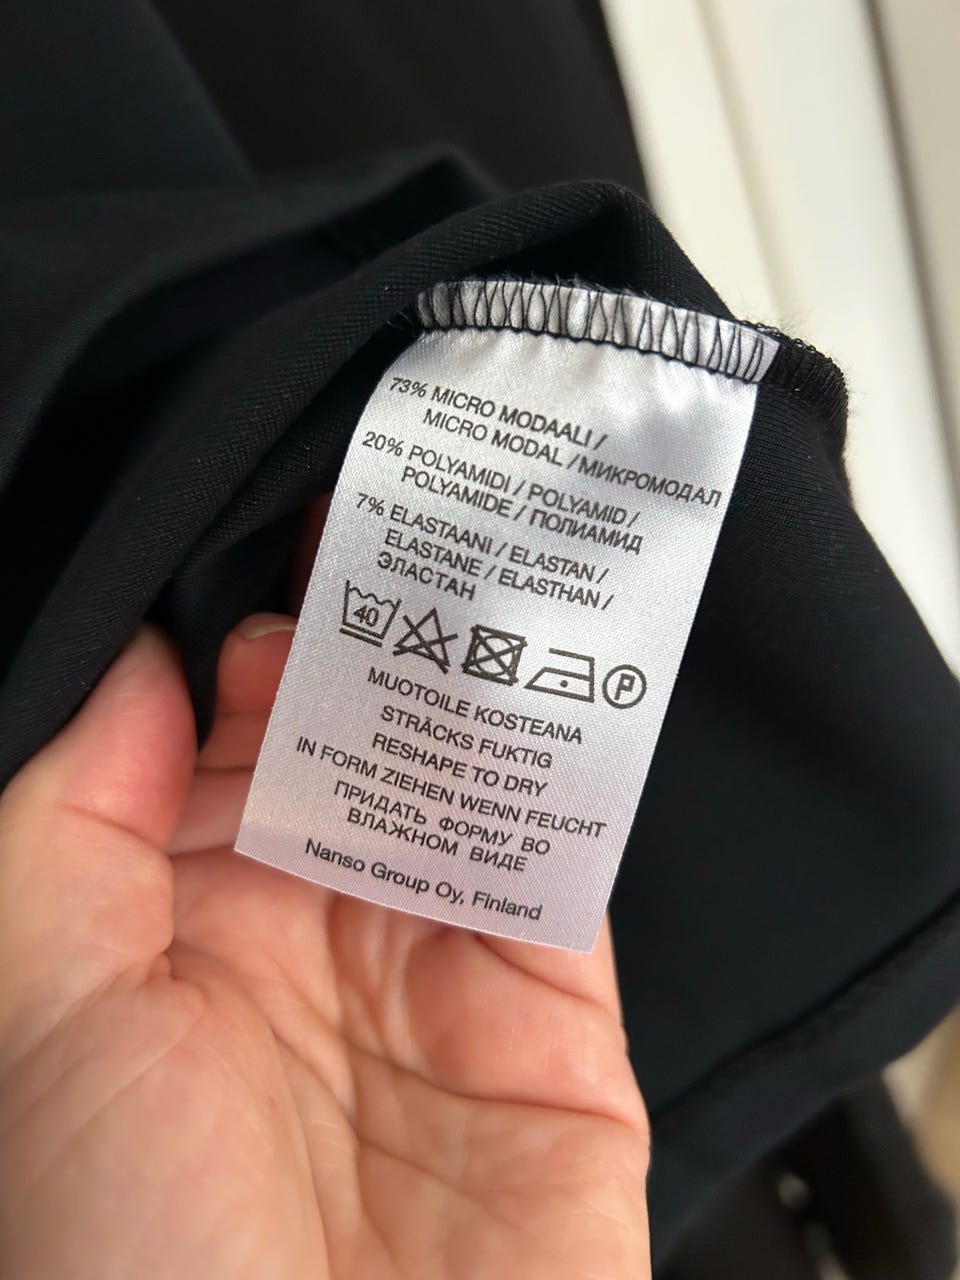 73% MICRO MODAALI /
MICRO MODAL / МИКРОМОДАЛ
20% POLYAMIDI / POLYAMID /
POLYAMIDE / ПОЛИАМИД
7% ELASTAANI / ELASTAN /
ELASTANE / ELASTHAN /
ЭЛАСТАН
40 P
MUOTOILE KOSTEANA
STRÄCKS FUKTIG
RESHAPE TO DRY
IN FORM ZIEHEN WENN FEUCHT
ПРИДАТЬ ФОРМУ ВО
ВЛАЖНОМ ВИДЕ
Nanso Group Oy, Finland